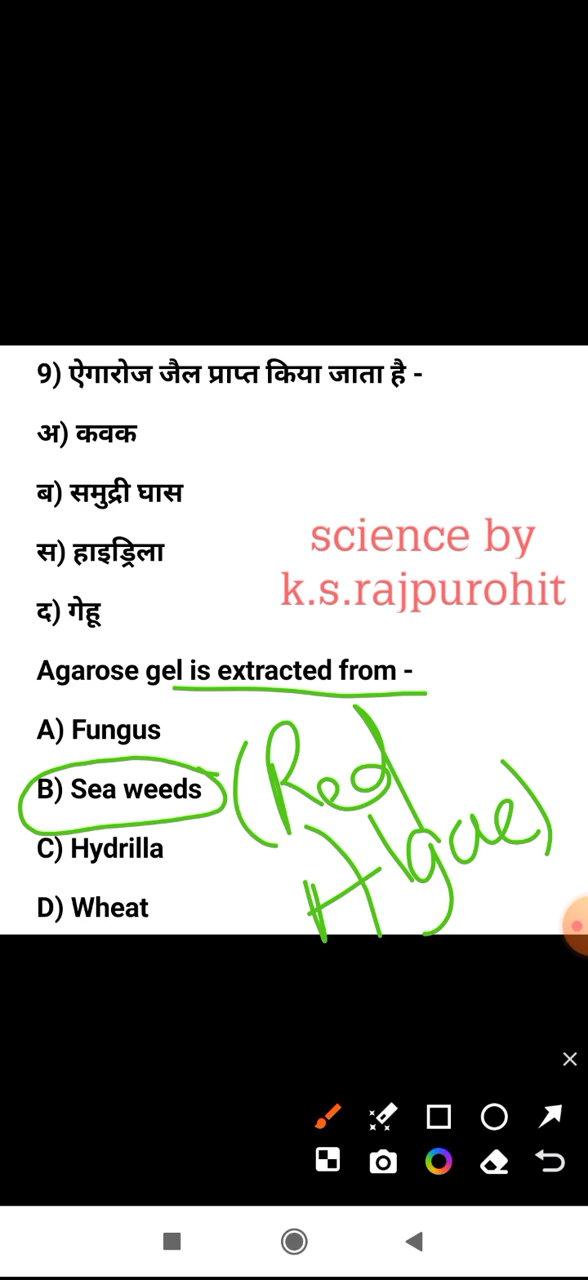 9) ऐगारोज जैल प्राप्त किया जाता है -
अ) कवक
ब) समुद्री घास
स) हाइड्रिला
द) गेहू
science by
k.s.rajpurohit
Agarose gel is extracted from -
A) Fungus
B) Sea weeds
(Red
Algae)
C) Hydrilla
D) Wheat